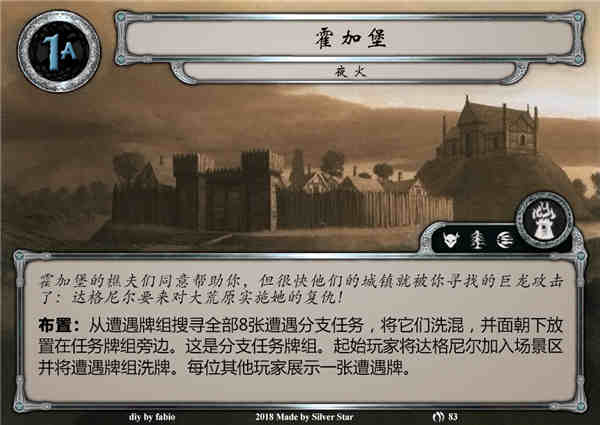 1A
霍加堡
夜火
霍加堡的樵夫们同意帮助你，但很快他们的城镇就被你寻找的巨龙攻击
了：达格尼尔要来对大荒原实施她的复仇！
布置：从遭遇牌组搜寻全部8张遭遇分支任务，将它们洗混，并面朝下放
置在任务牌组旁边。这是分支任务牌组。起始玩家将达格尼尔加入场景区
并将遭遇牌组洗牌。每位其他玩家展示一张遭遇牌。
diy by fabio
2018 Made by Silver Star
83